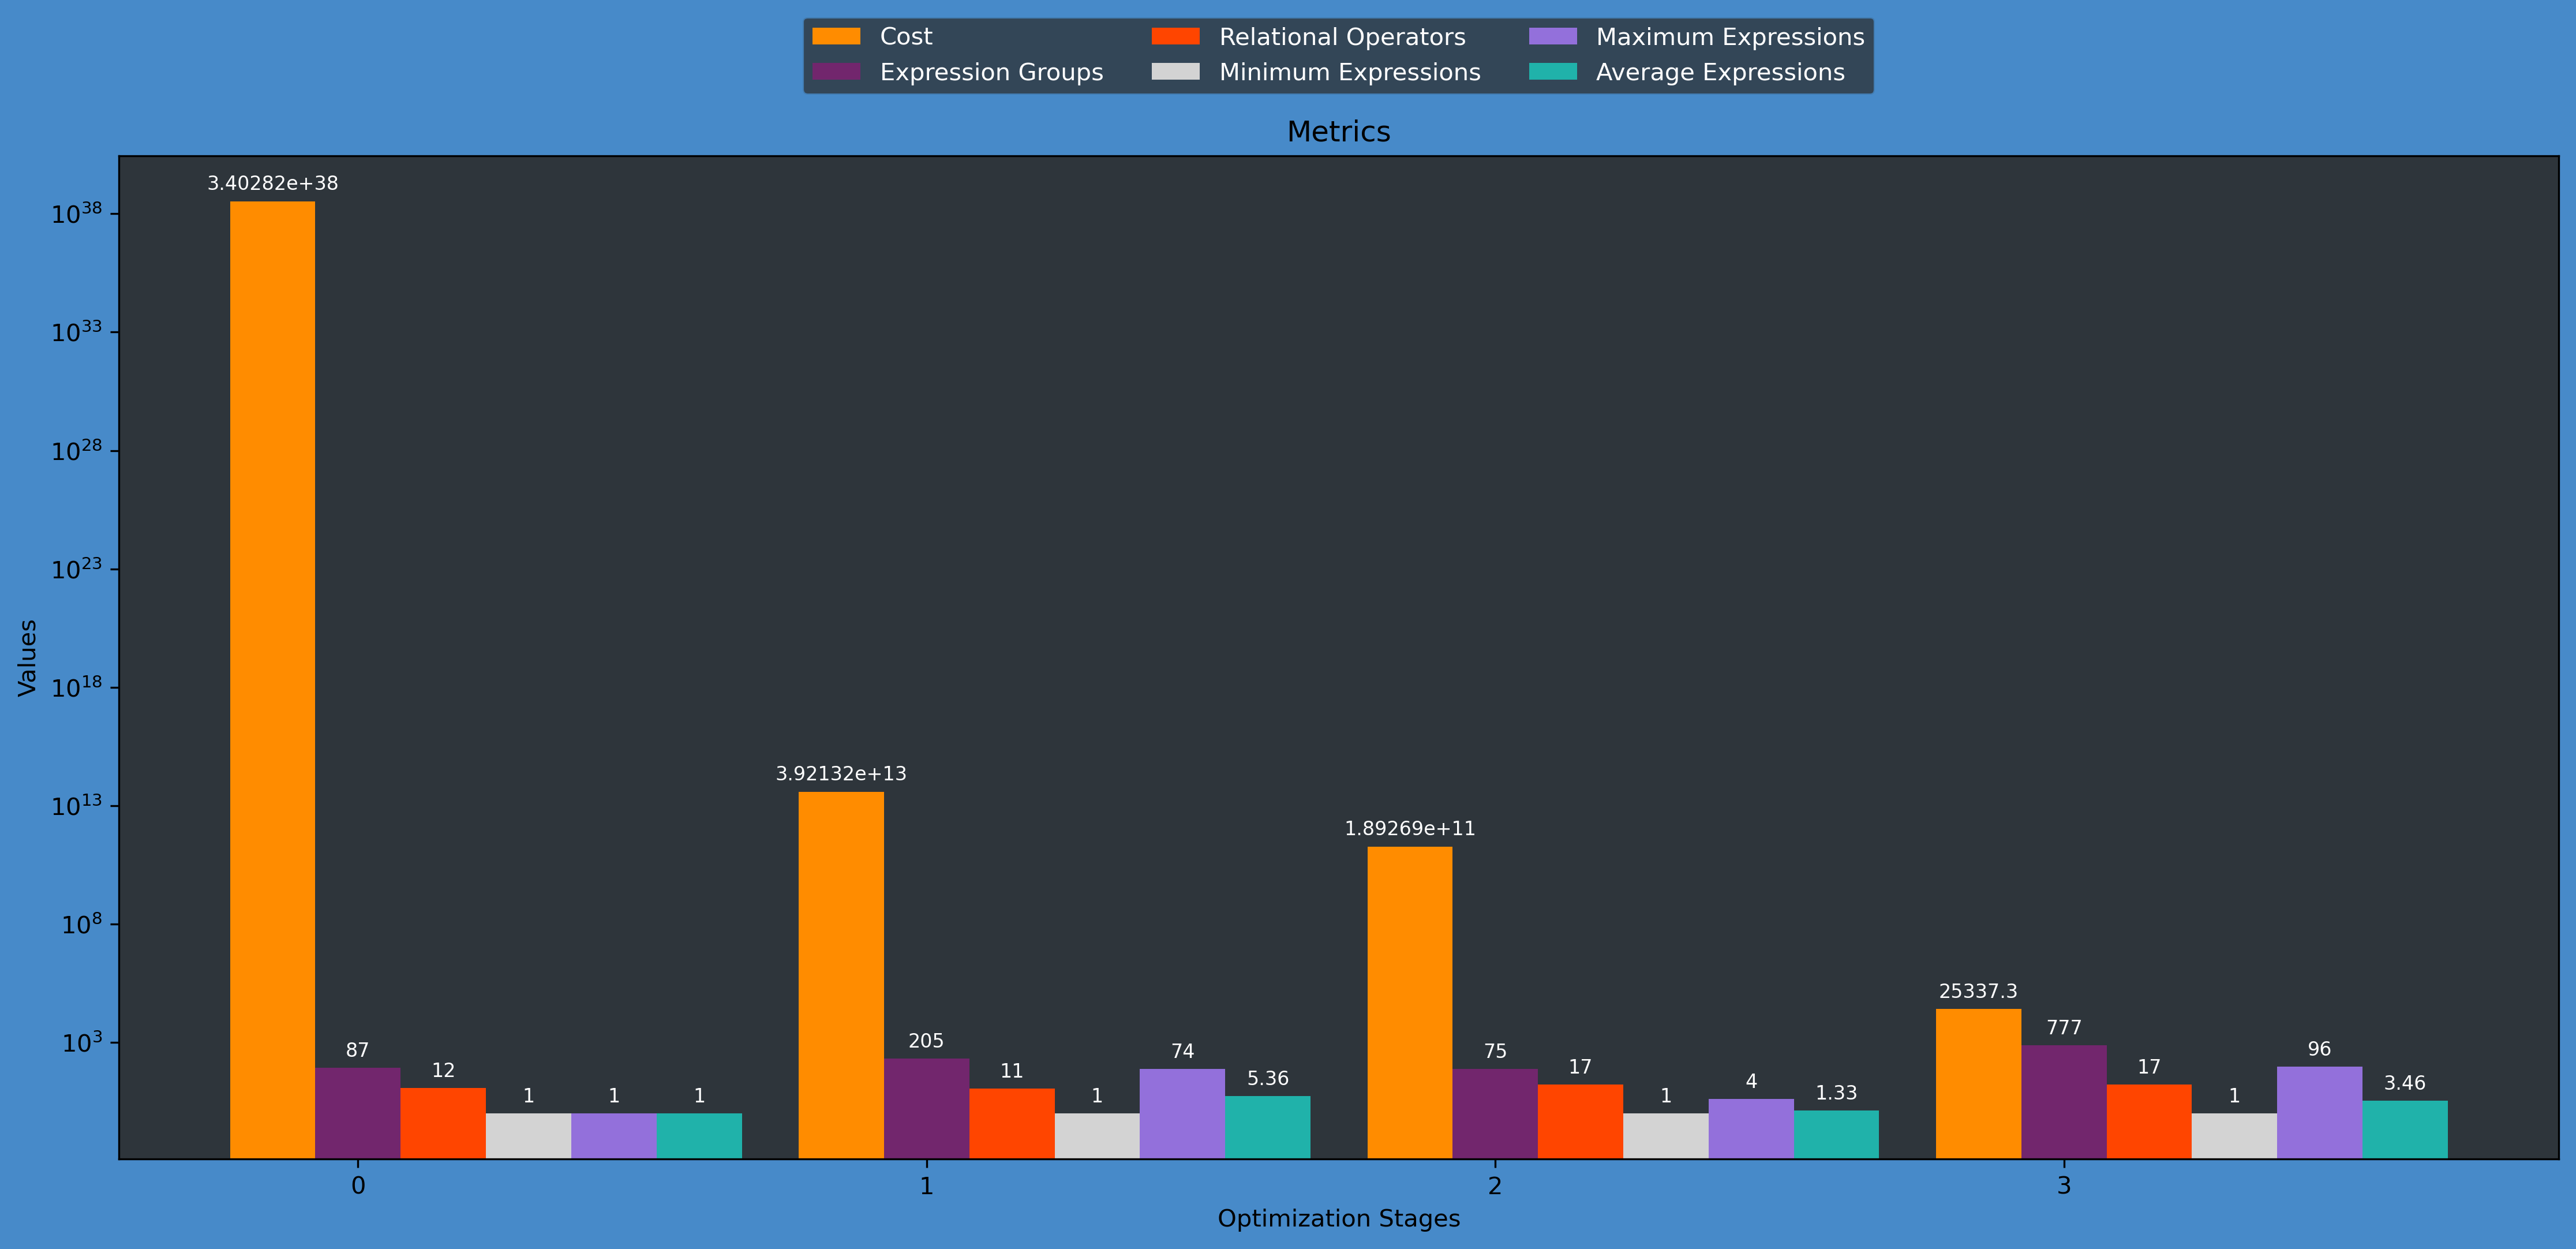 Cost
Relational Operators
Maximum Expressions
Expression Groups
Minimum Expressions
Average Expressions
Metrics
3.40282e+38
10^38
10^33
10^28
10^23
Values
10^18
3.92132e+13
10^13
1.89269e+11
10^8
25337.3
10^3
87
12
1
1
1
205
11
1
74
5.36
75
17
1
4
1.33
777
17
1
96
3.46
0
1
2
3
Optimization Stages